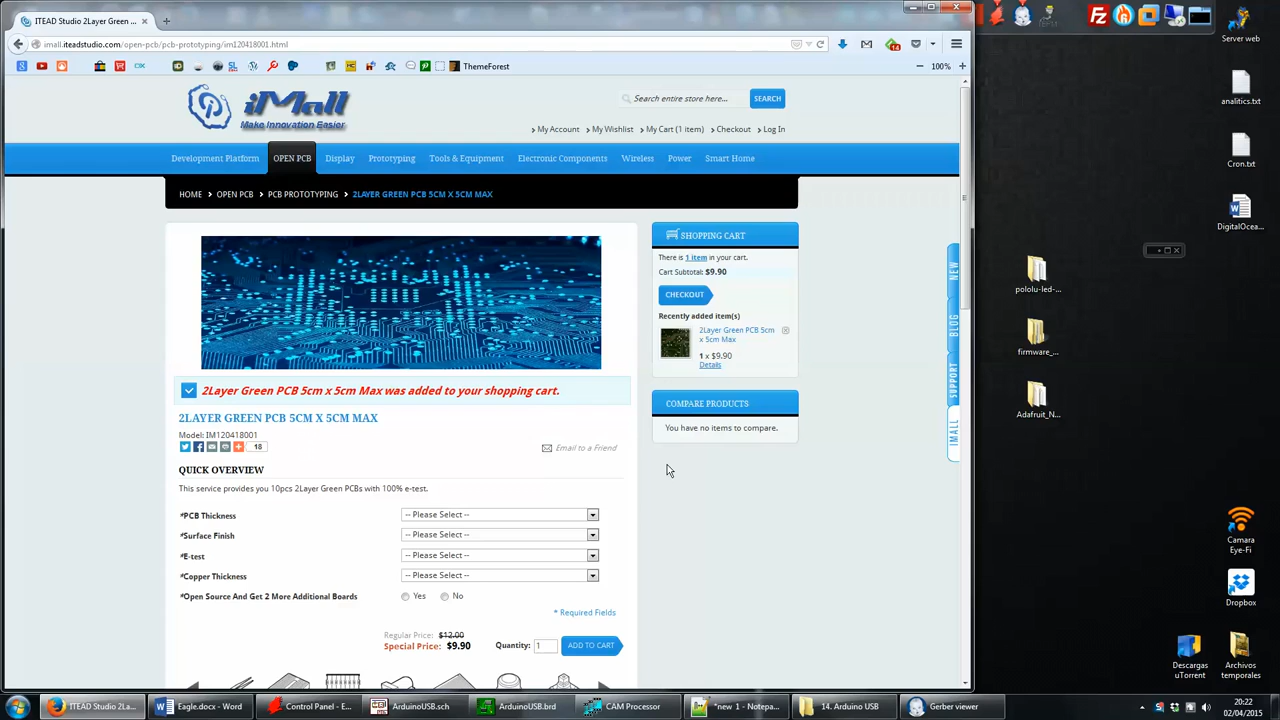 ITEAD Studio 2Layer Green ...
imall.iteadstudio.com/open-pcb/pcb-prototyping/im120418001.html
ThemeForest
100%
iMall
Make Innovation Easier
Search entire store here...
SEARCH
My Account
My Wishlist
My Cart (1 item)
Checkout
Log In
Development Platform
OPEN PCB
Display
Prototyping
Tools & Equipment
Electronic Components
Wireless
Power
Smart Home
HOME > OPEN PCB > PCB PROTOTYPING > 2LAYER GREEN PCB 5CM X 5CM MAX
2Layer Green PCB 5cm x 5cm Max was added to your shopping cart.
2LAYER GREEN PCB 5CM X 5CM MAX
Model: IM120418001
18
Email to a Friend
QUICK OVERVIEW
This service provides you 10pcs 2Layer Green PCBs with 100% e-test.
*PCB Thickness
-- Please Select --
*Surface Finish
-- Please Select --
*E-test
-- Please Select --
*Copper Thickness
-- Please Select --
*Open Source And Get 2 More Additional Boards
Yes
No
* Required Fields
Regular Price: $12.00
Special Price: $9.90
Quantity: 1
ADD TO CART
SHOPPING CART
There is 1 item in your cart.
Cart Subtotal: $9.90
CHECKOUT
Recently added item(s)
2Layer Green PCB 5cm
x 5cm Max
1 x $9.90
Details
COMPARE PRODUCTS
You have no items to compare.
NEW
BLOG
SUPPORT
IMALL
Server web
analitics.txt
Cron.txt
DigitalOcea...
pololu-led-...
firmware_...
Adafruit_N...
Camara
Eye-Fi
Dropbox
Descargas
uTorrent
Archivos
temporales
ITEAD Studio 2La...
Eagle.docx - Word
Control Panel - E...
ArduinoUSB.sch
ArduinoUSB.brd
CAM Processor
*new 1 - Notepa...
14. Arduino USB
Gerber viewer
20:22
02/04/2015